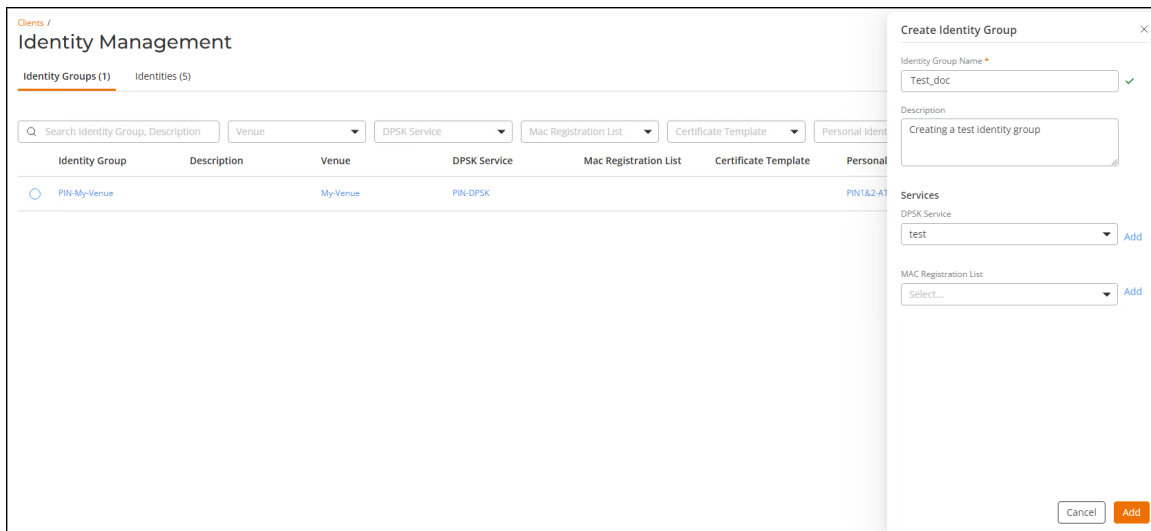 Clients /
Identity Management
Identity Groups (1) Identities (5)
Search Identity Group, Description Venue DPSK Service Mac Registration List Certificate Template Personal Ident
Identity Group Description Venue DPSK Service Mac Registration List Certificate Template Personal
PIN-My-Venue My-Venue PIN-DPSK PIN1&2-AT
Create Identity Group
Identity Group Name *
Test_doc
Description
Creating a test identity group
Services
DPSK Service
test Add
MAC Registration List
Select... Add
Cancel Add